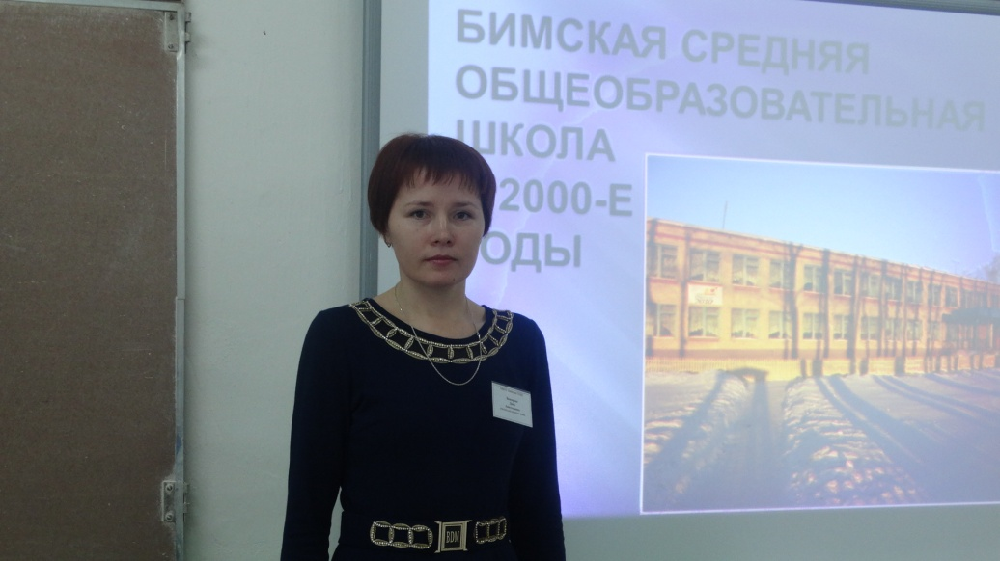 БИМСКАЯ СРЕДНЯЯ
ОБЩЕОБРАЗОВАТЕЛЬНАЯ
ШКОЛА
2000-Е
ОДЫ
BDM